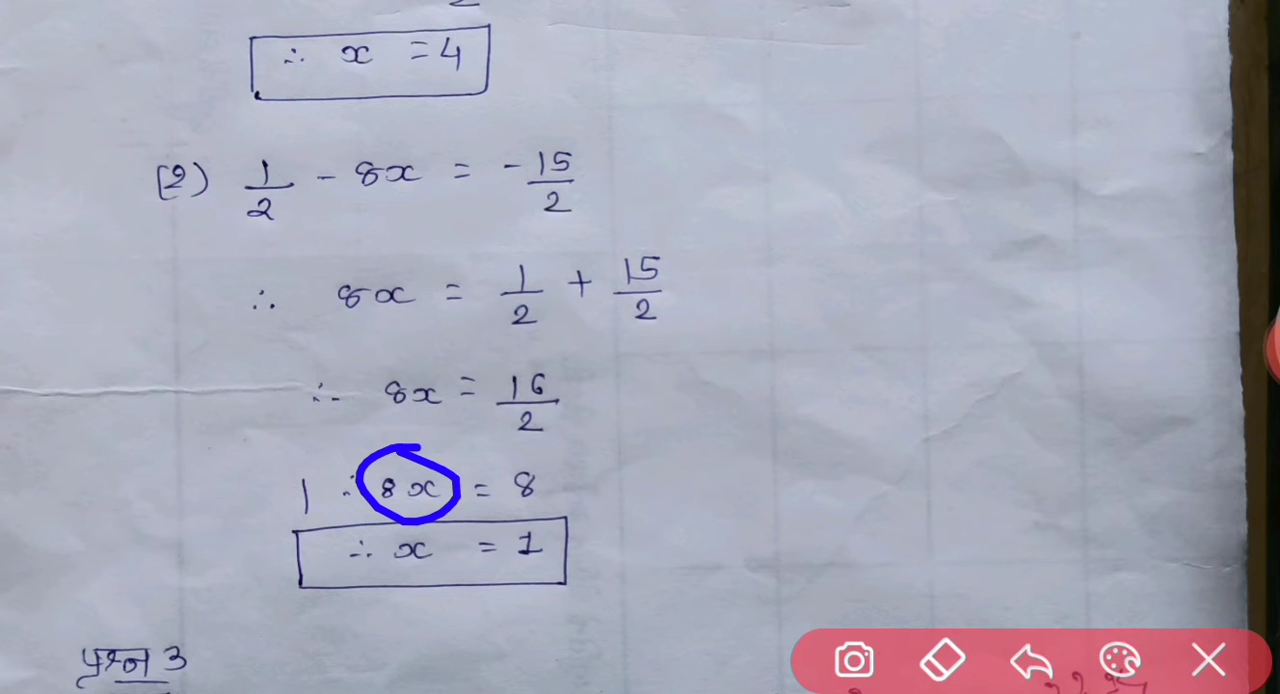 ∴ x = 4
(2) 1/2 - 8x = -15/2
∴ 8x = 1/2 + 15/2
∴ 8x = 16/2
∴ 8x = 8
∴ x = 1
प्रश्न 3